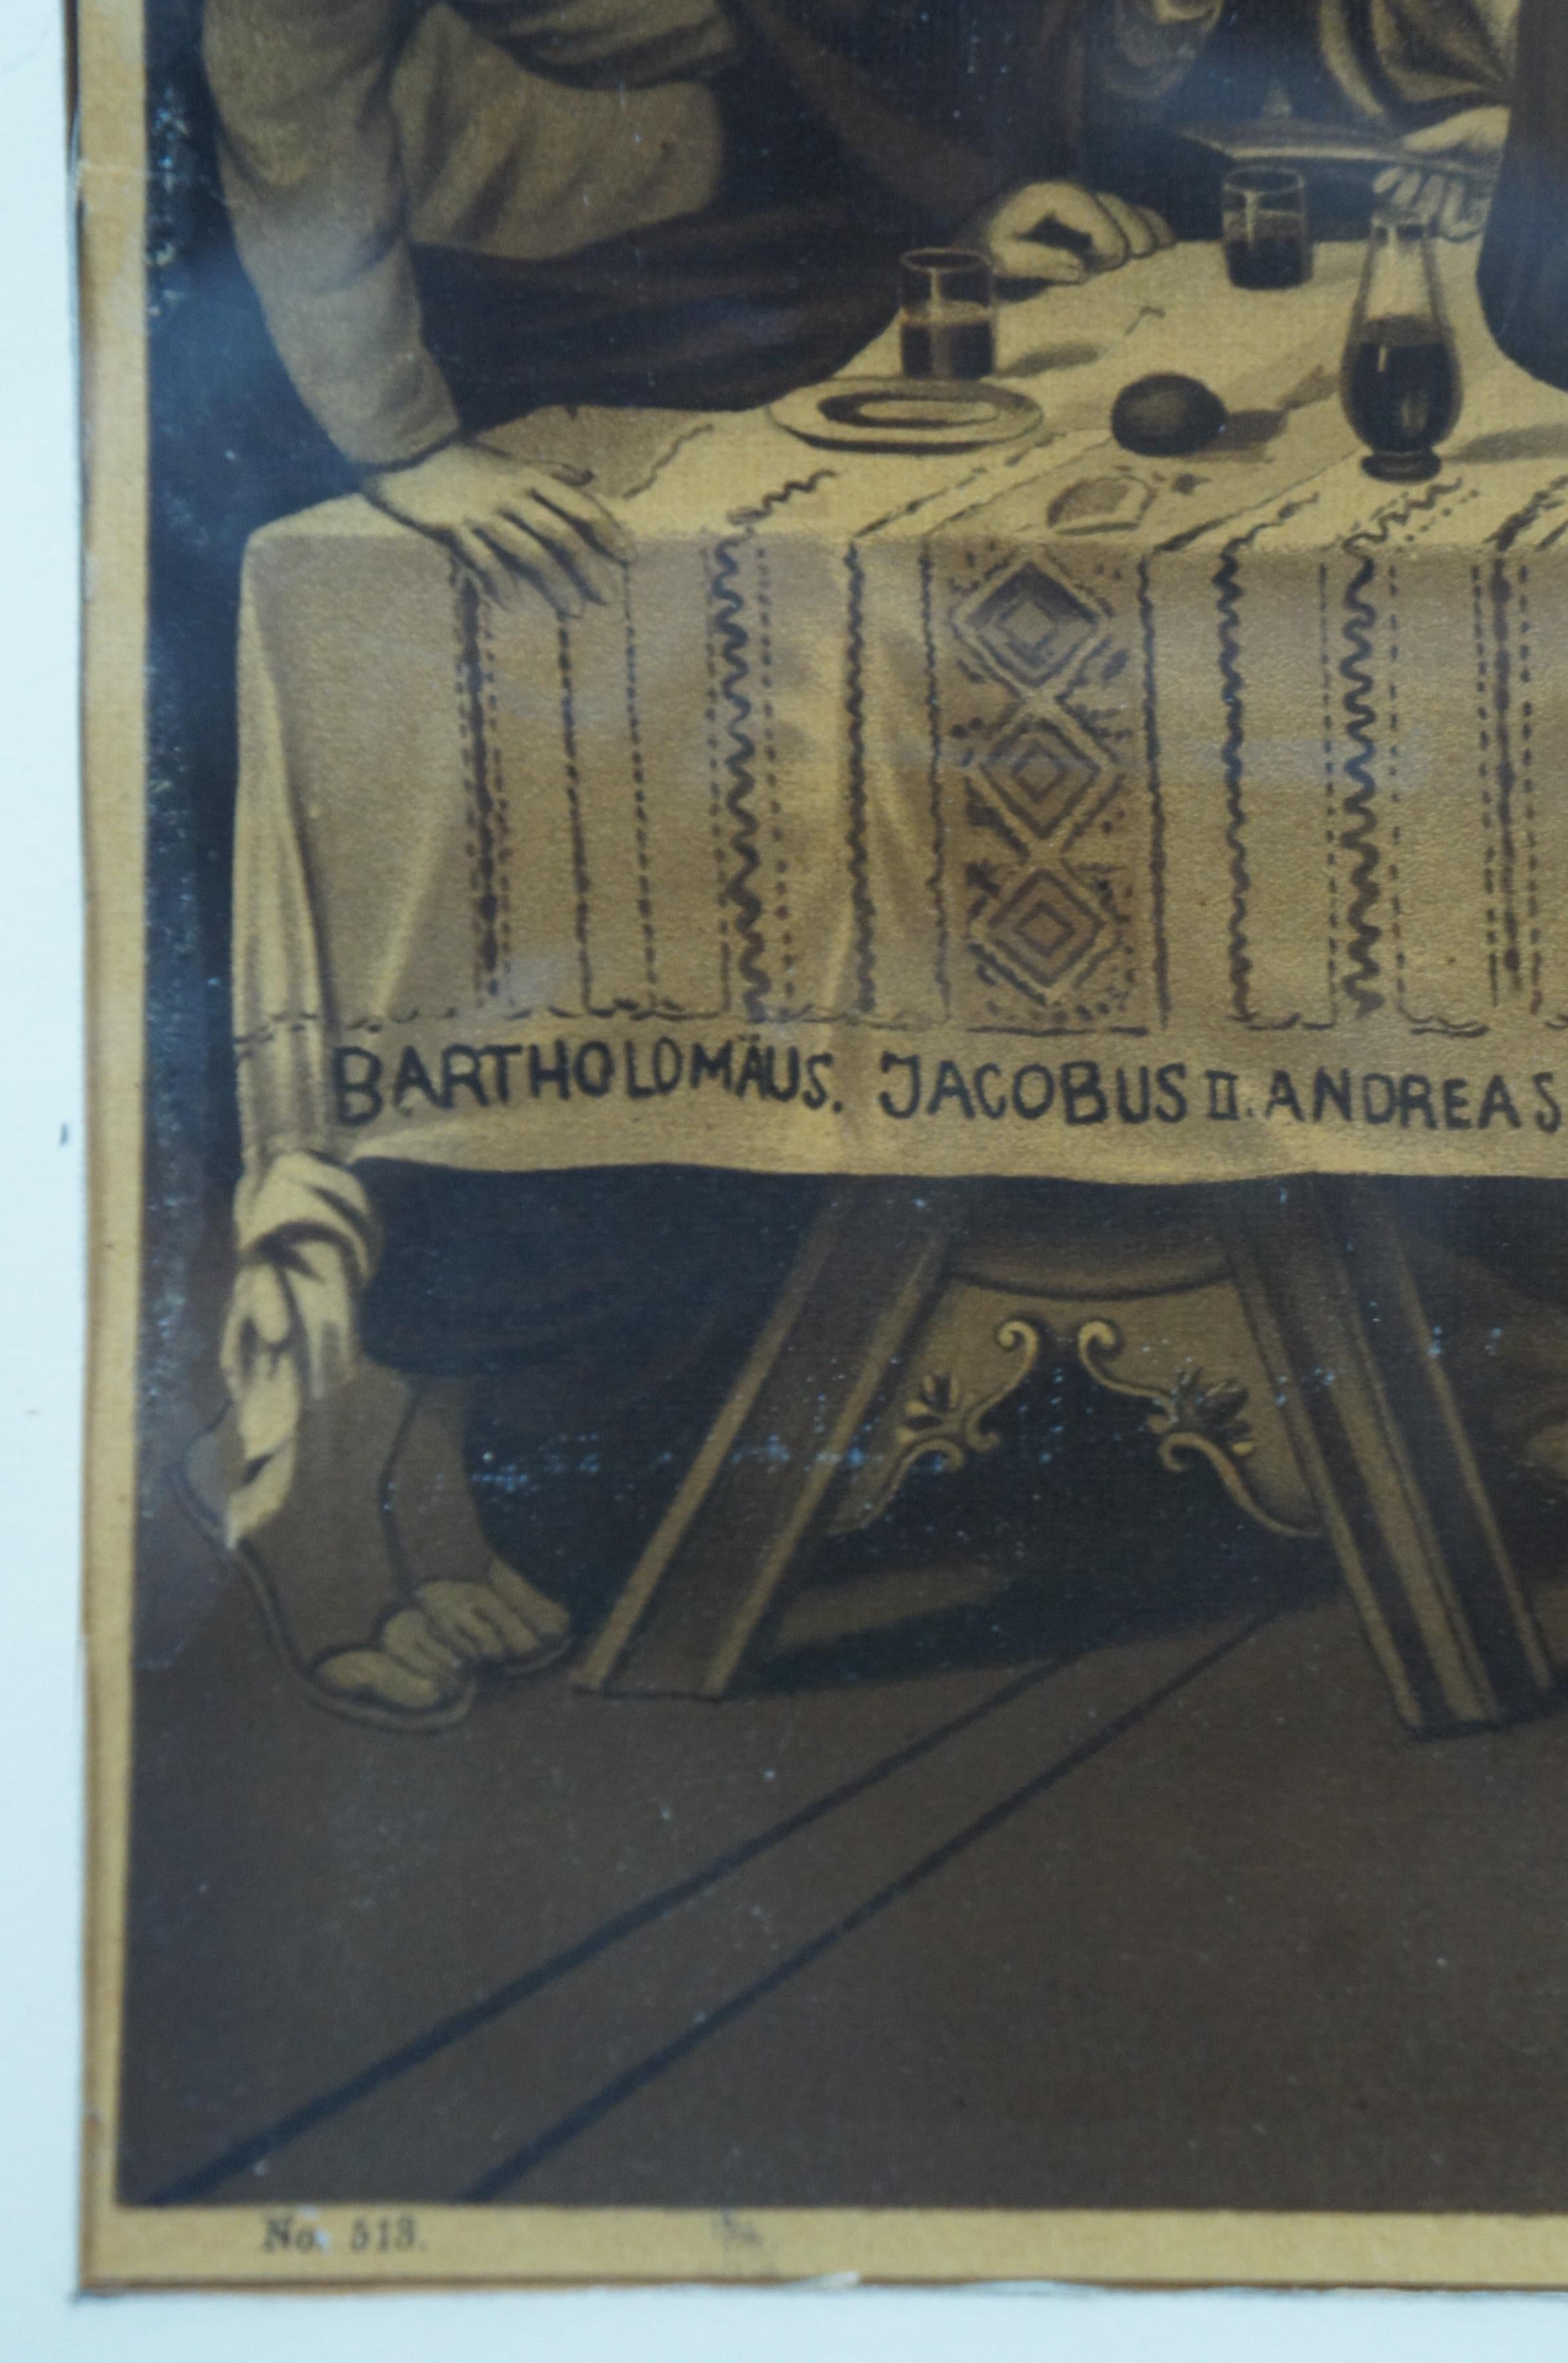 BARTHOLOMÄUS. JACOBUS II. ANDREAS
No. 513.